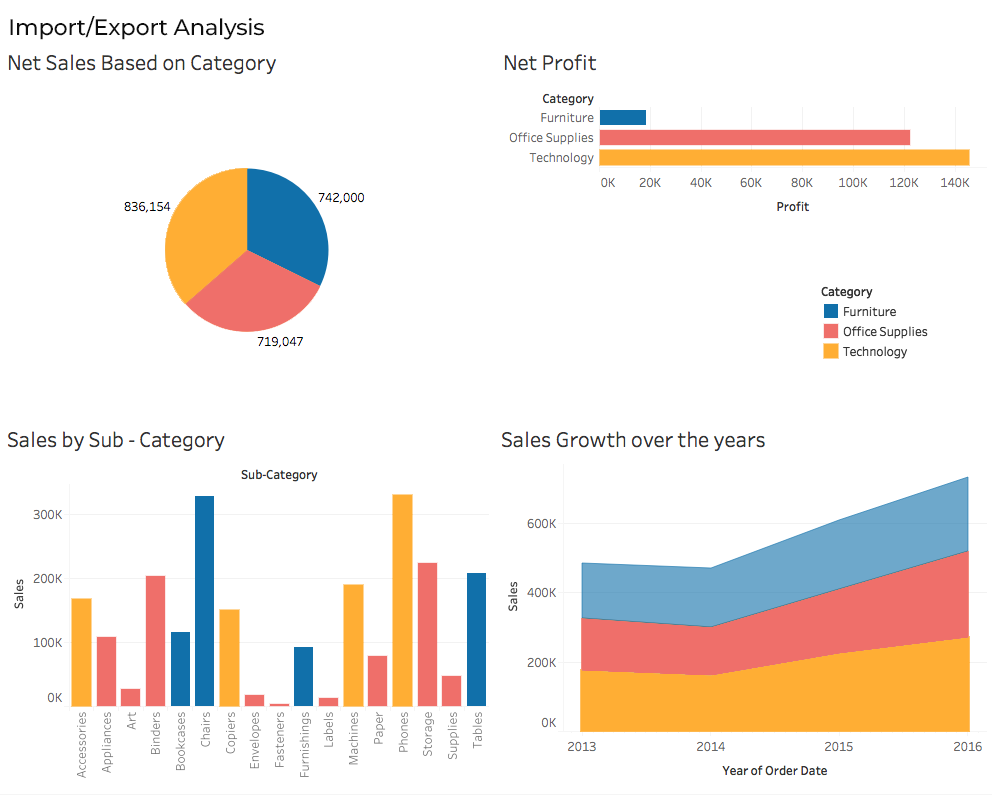 Import/Export Analysis
Net Sales Based on Category
836,154
742,000
719,047
Net Profit
Category
Furniture
Office Supplies
Technology
0K 20K 40K 60K 80K 100K 120K 140K
Profit
Category
Furniture
Office Supplies
Technology
Sales by Sub - Category
Sub-Category
Sales
300K
200K
100K
0K
Accessories
Appliances
Art
Binders
Bookcases
Chairs
Copiers
Envelopes
Fasteners
Furnishings
Labels
Machines
Paper
Phones
Storage
Supplies
Tables
Sales Growth over the years
Sales
600K
400K
200K
0K
2013 2014 2015 2016
Year of Order Date